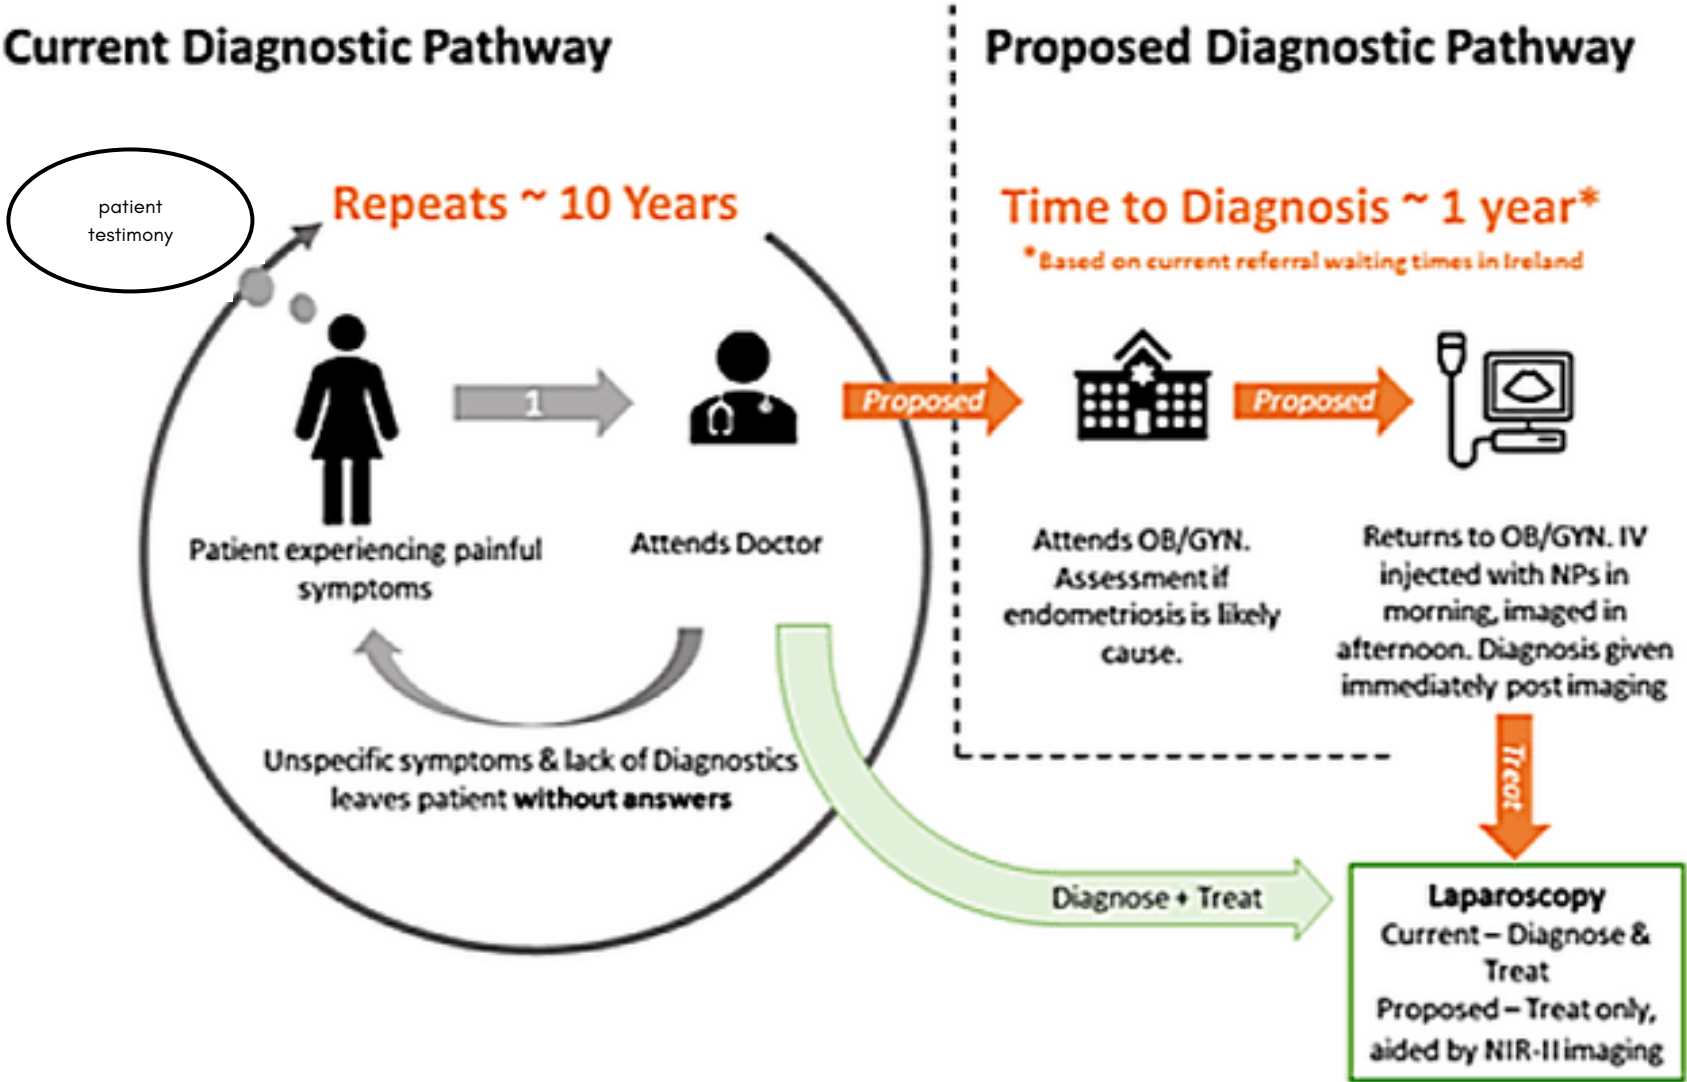 Current Diagnostic Pathway
patient
testimony
Repeats ~ 10 Years
1
Patient experiencing painful
symptoms
Attends Doctor
Unspecific symptoms & lack of Diagnostics
leaves patient without answers
Proposed Diagnostic Pathway
Time to Diagnosis ~ 1 year*
*Based on current referral waiting times in Ireland
Proposed
Proposed
Attends OB/GYN.
Assessment if
endometriosis is likely
cause.
Returns to OB/GYN. IV
injected with NPs in
morning, imaged in
afternoon. Diagnosis given
immediately post imaging
Treat
Diagnose + Treat
Laparoscopy
Current – Diagnose &
Treat
Proposed – Treat only,
aided by NIR-II imaging